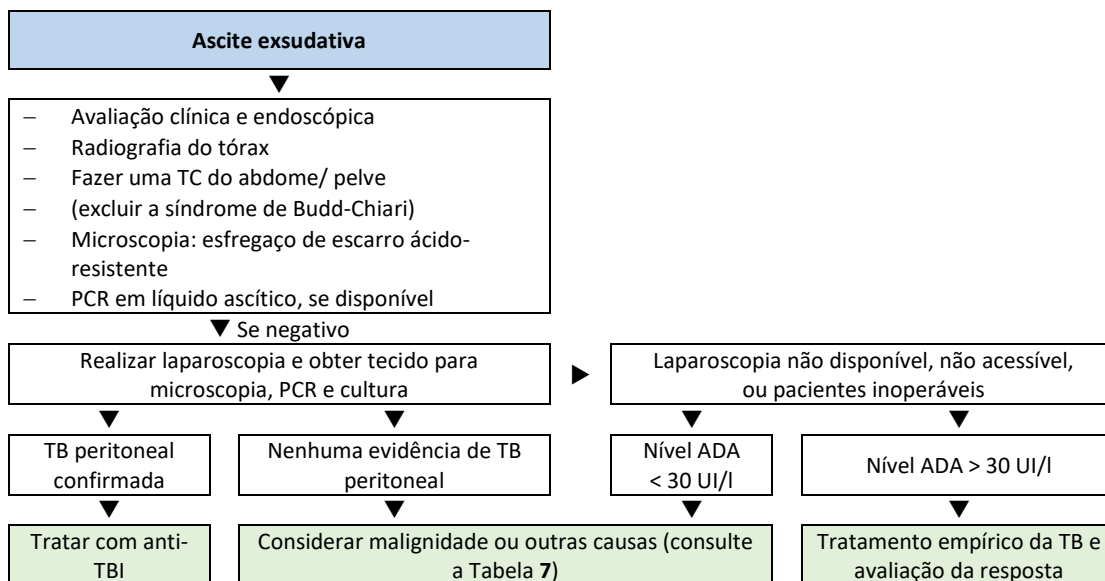 Ascite exsudativa
▼
– Avaliação clínica e endoscópica
– Radiografia do tórax
– Fazer uma TC do abdome/ pelve
– (excluir a síndrome de Budd-Chiari)
– Microscopia: esfregaço de escarro ácido-
resistente
– PCR em líquido ascítico, se disponível
▼ Se negativo
Realizar laparoscopia e obter tecido para
microscopia, PCR e cultura
▶
Laparoscopia não disponível, não acessível,
ou pacientes inoperáveis
▼ ▼ ▼ ▼
TB peritoneal
confirmada
Nenhuma evidência de TB
peritoneal
Nível ADA
< 30 UI/l
Nível ADA > 30 UI/l
▼ ▼ ▼ ▼
Tratar com anti-
TBI
Considerar malignidade ou outras causas (consulte
a Tabela 7)
Tratamento empírico da TB e
avaliação da resposta